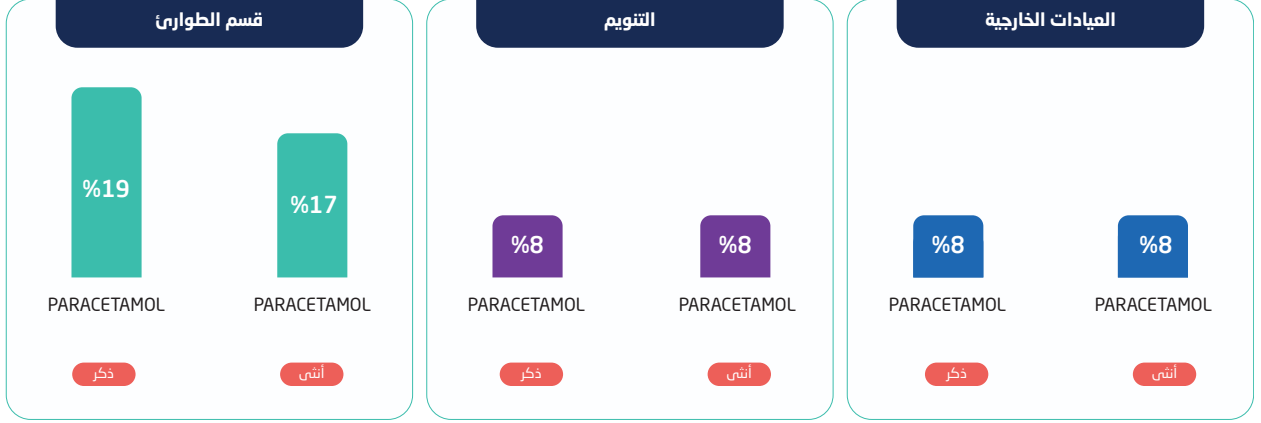 العيادات الخارجية
%8
%8
PARACETAMOL
PARACETAMOL
أنثى
ذكر
التنويم
%8
%8
PARACETAMOL
PARACETAMOL
أنثى
ذكر
قسم الطوارئ
%17
%19
PARACETAMOL
PARACETAMOL
أنثى
ذكر